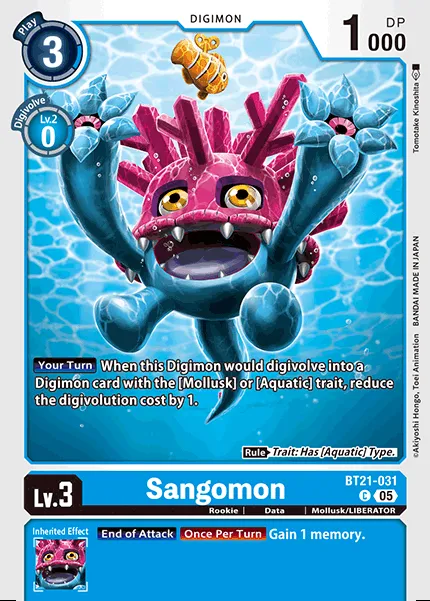 DIGIMON
Play
3
1000
DP
Digivolve
Lv.2
0
Tomotake Kinoshita
©Akiyoshi Hongo, Toei Animation BANDAI MADE IN JAPAN
Your Turn When this Digimon would digivolve into a
Digimon card with the [Mollusk] or [Aquatic] trait, reduce
the digivolution cost by 1.
Rule Trait: Has [Aquatic] Type.
Lv.3
Sangomon
BT21-031
C 05
Rookie | Data | Mollusk/LIBERATOR
Inherited Effect
End of Attack Once Per Turn Gain 1 memory.